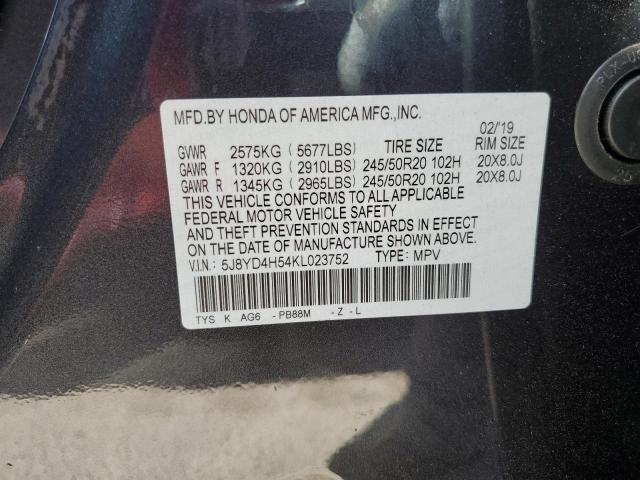 MFD.BY HONDA OF AMERICA MFG.,INC.
02/'19
GVWR 2575KG ( 5677LBS) TIRE SIZE RIM SIZE
GAWR F 1320KG ( 2910LBS) 245/50R20 102H 20X8.0J
GAWR R 1345KG ( 2965LBS) 245/50R20 102H 20X8.0J
THIS VEHICLE CONFORMS TO ALL APPLICABLE
FEDERAL MOTOR VEHICLE SAFETY
AND THEFT PREVENTION STANDARDS IN EFFECT
ON THE DATE OF MANUFACTURE SHOWN ABOVE.
V.I.N.: 5J8YD4H54KL023752 TYPE: MPV
TYS K AG6 -PB88M -Z -L